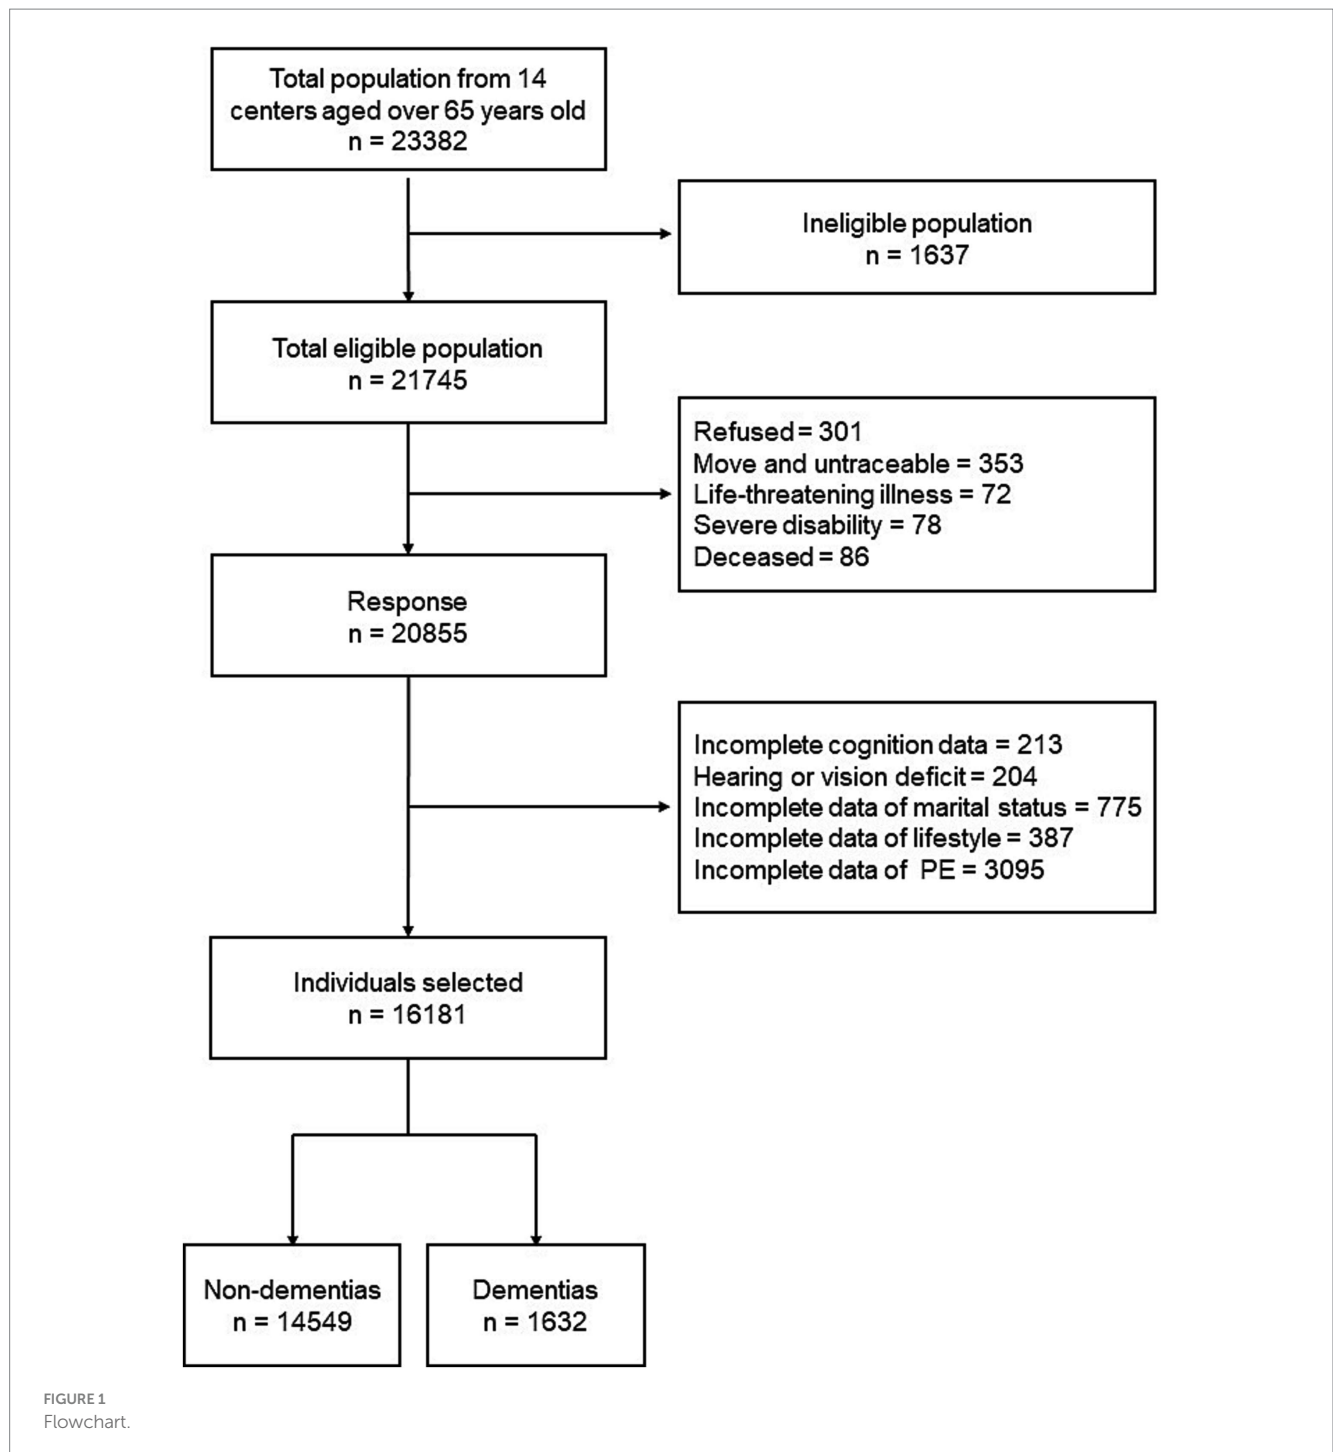 Total population from 14
centers aged over 65 years old
n = 23382
Ineligible population
n = 1637
Total eligible population
n = 21745
Refused = 301
Move and untraceable = 353
Life-threatening illness = 72
Severe disability = 78
Deceased = 86
Response
n = 20855
Incomplete cognition data = 213
Hearing or vision deficit = 204
Incomplete data of marital status = 775
Incomplete data of lifestyle = 387
Incomplete data of PE = 3095
Individuals selected
n = 16181
Non-dementias
n = 14549
Dementias
n = 1632
FIGURE 1
Flowchart.